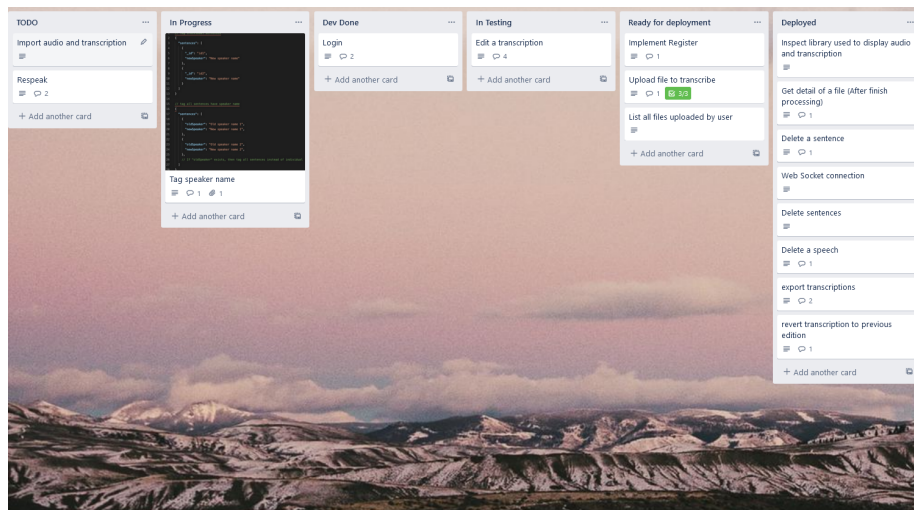 TODO
Import audio and transcription
Respeak
2
+ Add another card
In Progress
Tag speaker name
1 1
+ Add another card
Dev Done
Login
2
+ Add another card
In Testing
Edit a transcription
4
+ Add another card
Ready for deployment
Implement Register
1
Upload file to transcribe
1 3/3
List all files uploaded by user
+ Add another card
Deployed
Inspect library used to display audio
and transcription
Get detail of a file (After finish
processing)
1
Delete a sentence
1
Web Socket connection
Delete sentences
Delete a speech
1
export transcriptions
2
revert transcription to previous
edition
1
+ Add another card